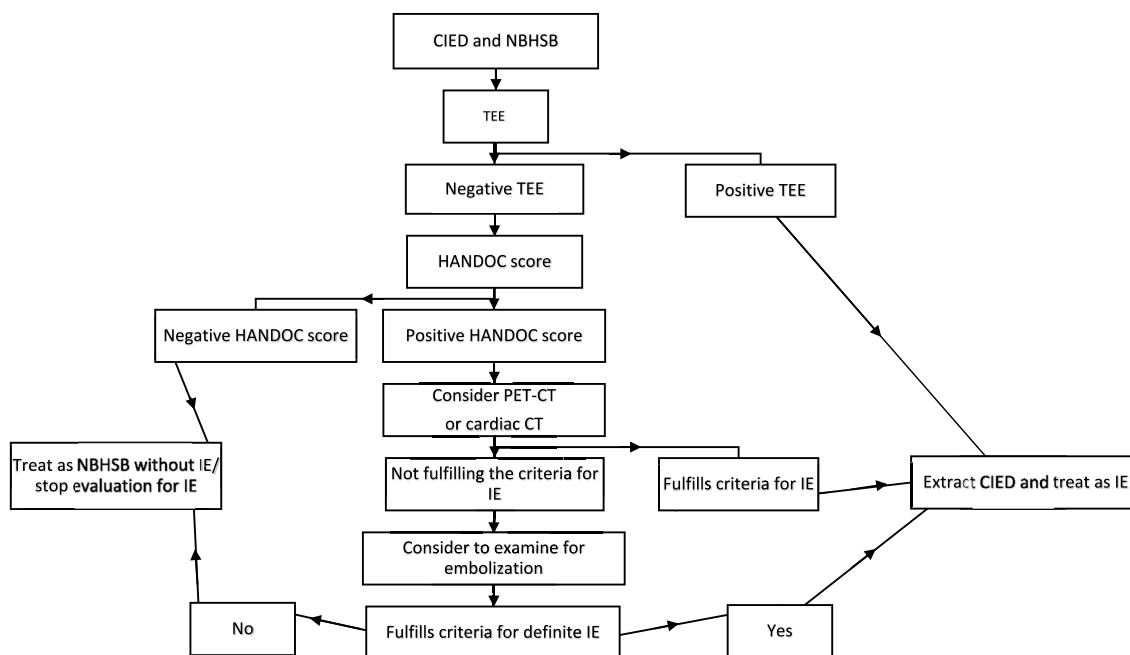 CIED and NBHSB
TEE
Negative TEE
Positive TEE
HANDOC score
Negative HANDOC score
Positive HANDOC score
Consider PET-CT
or cardiac CT
Treat as NBHSB without IE/
stop evaluation for IE
Not fulfilling the criteria for
IE
Fulfills criteria for IE
Extract CIED and treat as IE
Consider to examine for
embolization
No
Fulfills criteria for definite IE
Yes